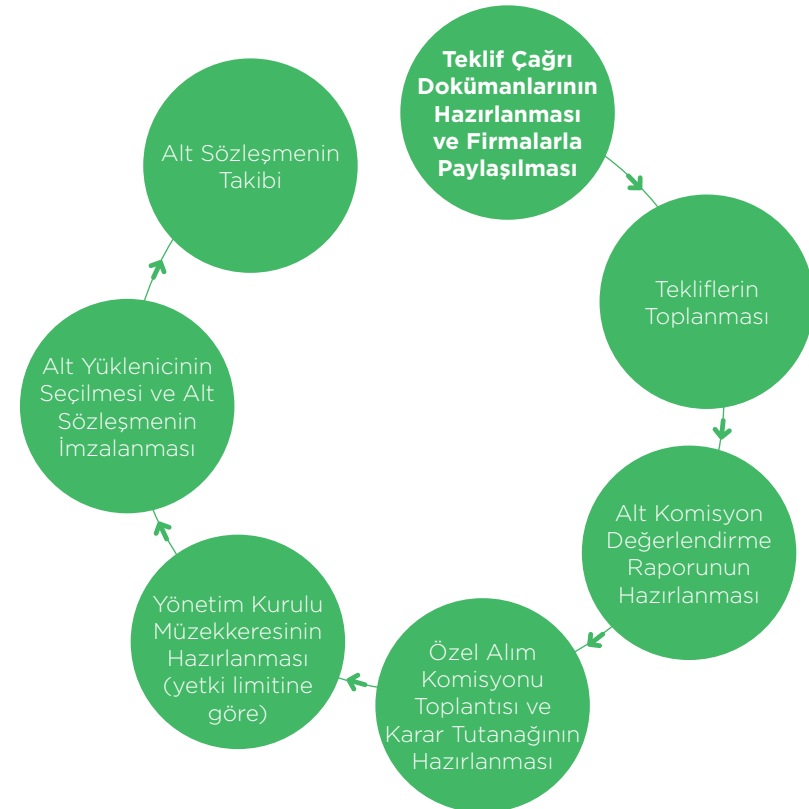 Teklif Çağrı
Dokümanlarının
Hazırlanması
ve Firmalarla
Paylaşılması
Tekliflerin
Toplanması
Alt Komisyon
Değerlendirme
Raporunun
Hazırlanması
Özel Alım
Komisyonu
Toplantısı ve
Karar Tutanağının
Hazırlanması
Yönetim Kurulu
Müzekkeresinin
Hazırlanması
(yetki limitine
göre)
Alt Yüklenicinin
Seçilmesi ve Alt
Sözleşmenin
İmzalanması
Alt Sözleşmenin
Takibi